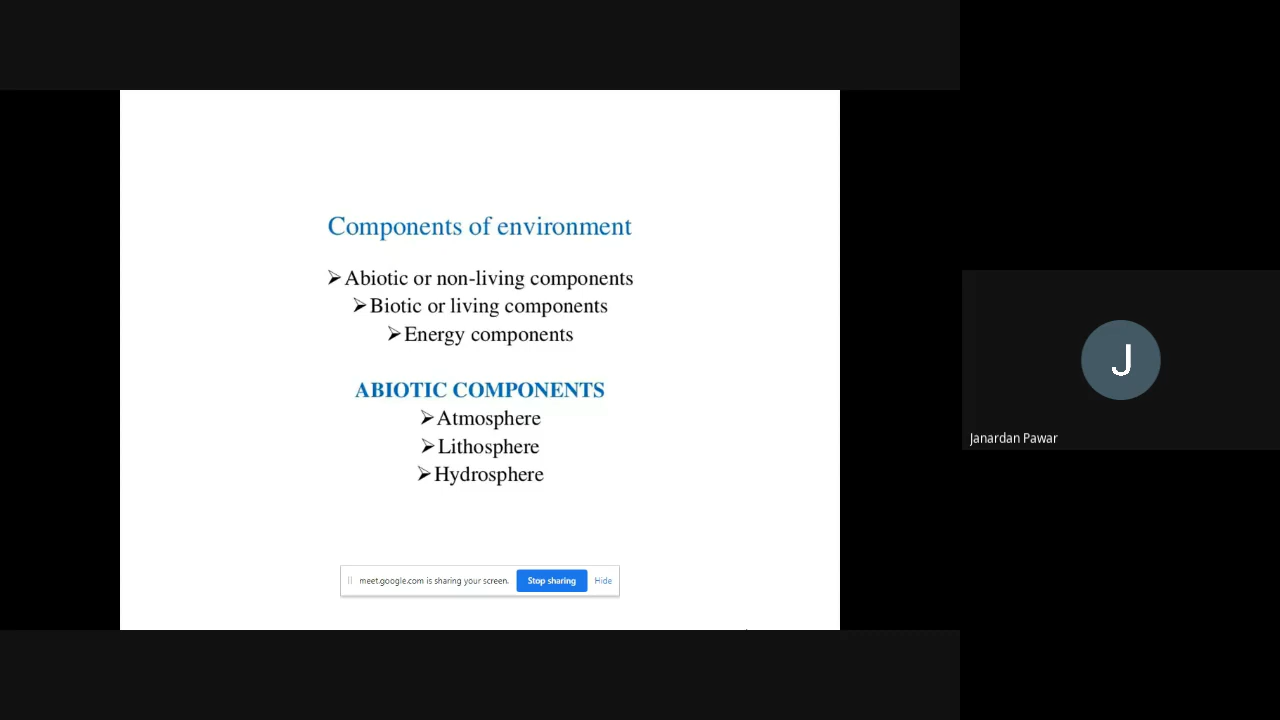 Components of environment
➢Abiotic or non-living components
➢Biotic or living components
➢Energy components
ABIOTIC COMPONENTS
➢Atmosphere
➢Lithosphere
➢Hydrosphere
meet.google.com is sharing your screen. Stop sharing Hide
J
Janardan Pawar